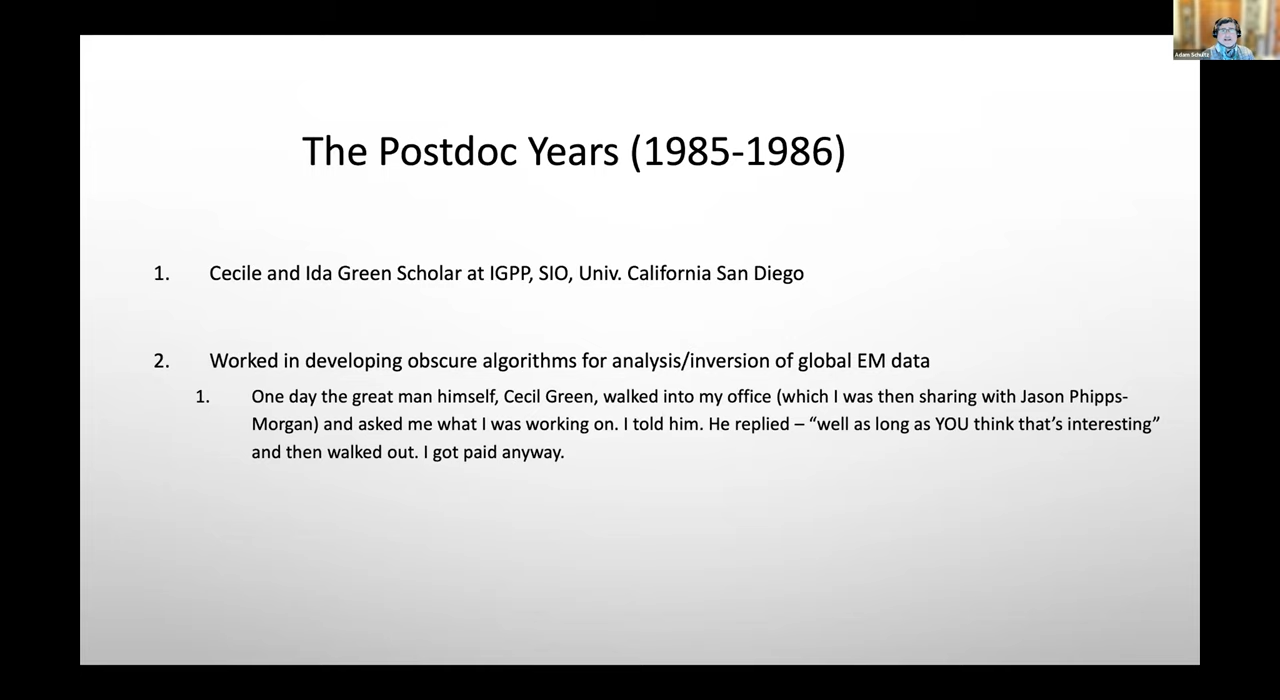 Adam Schultz
The Postdoc Years (1985-1986)
1. Cecile and Ida Green Scholar at IGPP, SIO, Univ. California San Diego
2. Worked in developing obscure algorithms for analysis/inversion of global EM data
1. One day the great man himself, Cecil Green, walked into my office (which I was then sharing with Jason Phipps-
Morgan) and asked me what I was working on. I told him. He replied – “well as long as YOU think that’s interesting”
and then walked out. I got paid anyway.